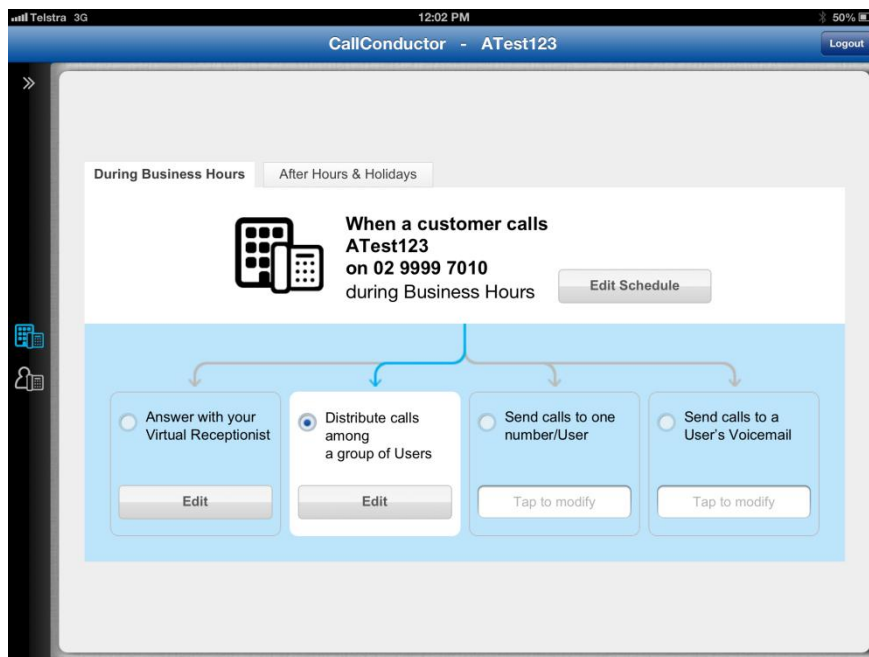 Telstra 3G 12:02 PM 50%
CallConductor - ATest123
Logout
During Business Hours After Hours & Holidays
When a customer calls
ATest123
on 02 9999 7010
during Business Hours
Edit Schedule
Answer with your
Virtual Receptionist
Edit
Distribute calls
among
a group of Users
Edit
Send calls to one
number/User
Tap to modify
Send calls to a
User's Voicemail
Tap to modify